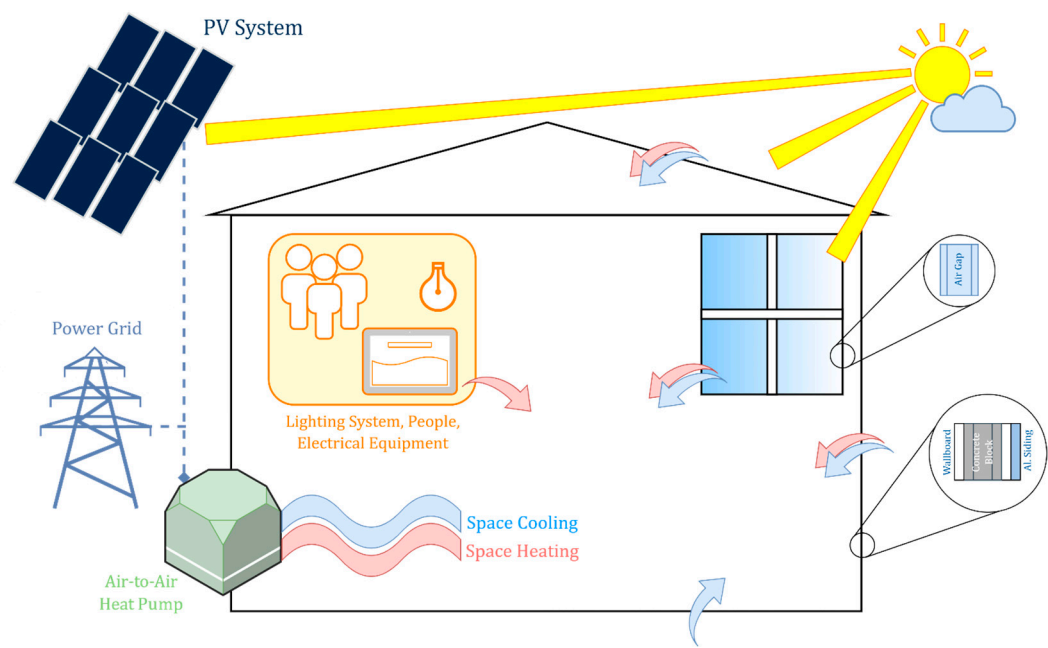 PV System
Power Grid
Lighting System, People,
Electrical Equipment
Air Gap
Wallboard
Concrete
Block
Al. Siding
Space Cooling
Space Heating
Air-to-Air
Heat Pump